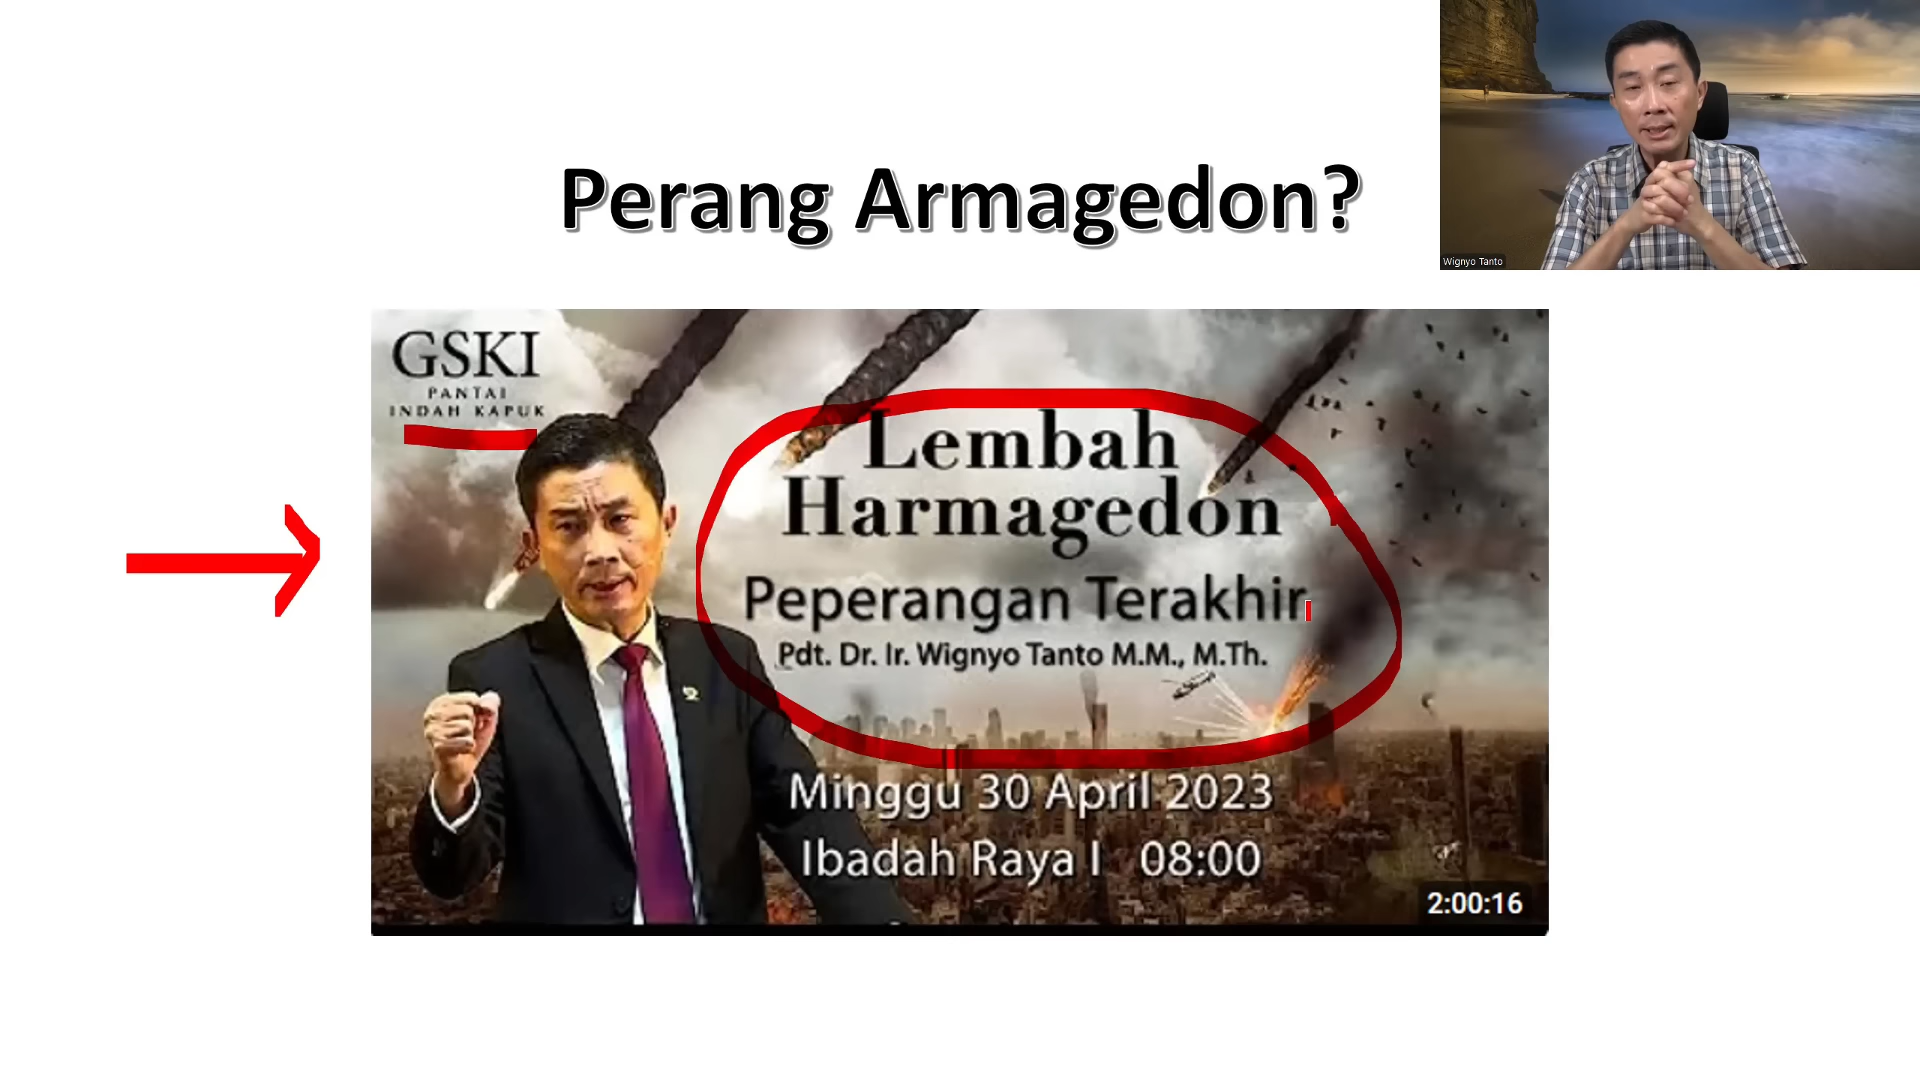 Perang Armagedon?
Wignyo Tanto
GSKI
PANTAI
INDAH KAPUK
Lembah
Harmagedon
Peperangan Terakhir
Pdt. Dr. Ir. Wignyo Tanto M.M., M.Th.
Minggu 30 April 2023
Ibadah Raya I 08:00
2:00:16